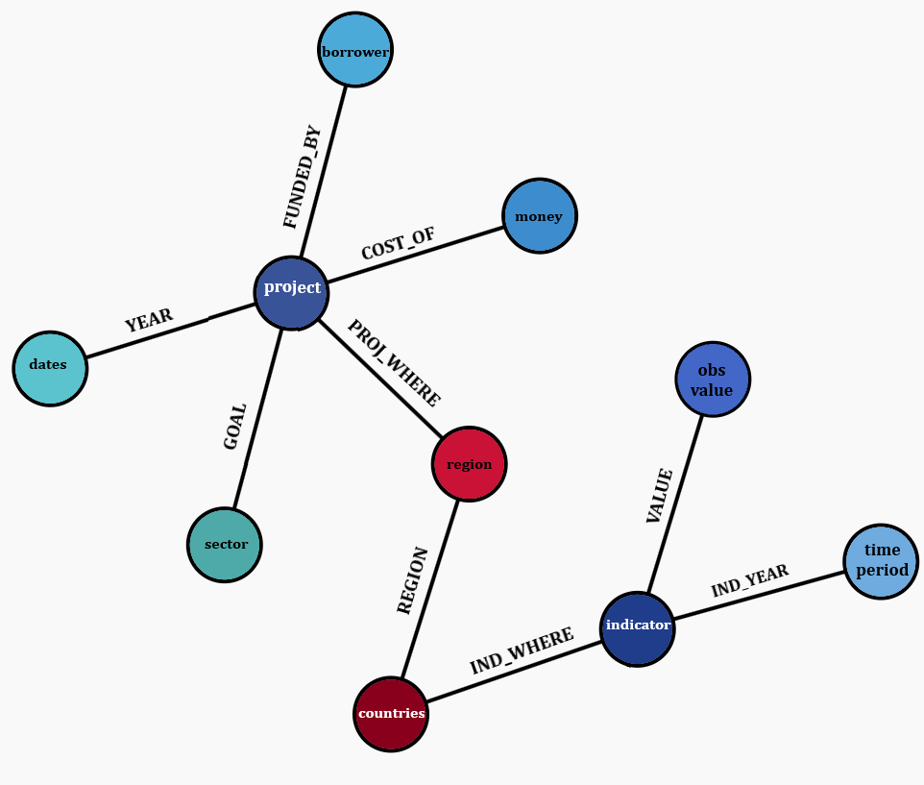 borrower
FUNDED_BY
money
COST_OF
project
YEAR
dates
PROJ_WHERE
GOAL
obs
value
region
VALUE
sector
time
period
REGION
IND_YEAR
indicator
IND_WHERE
countries